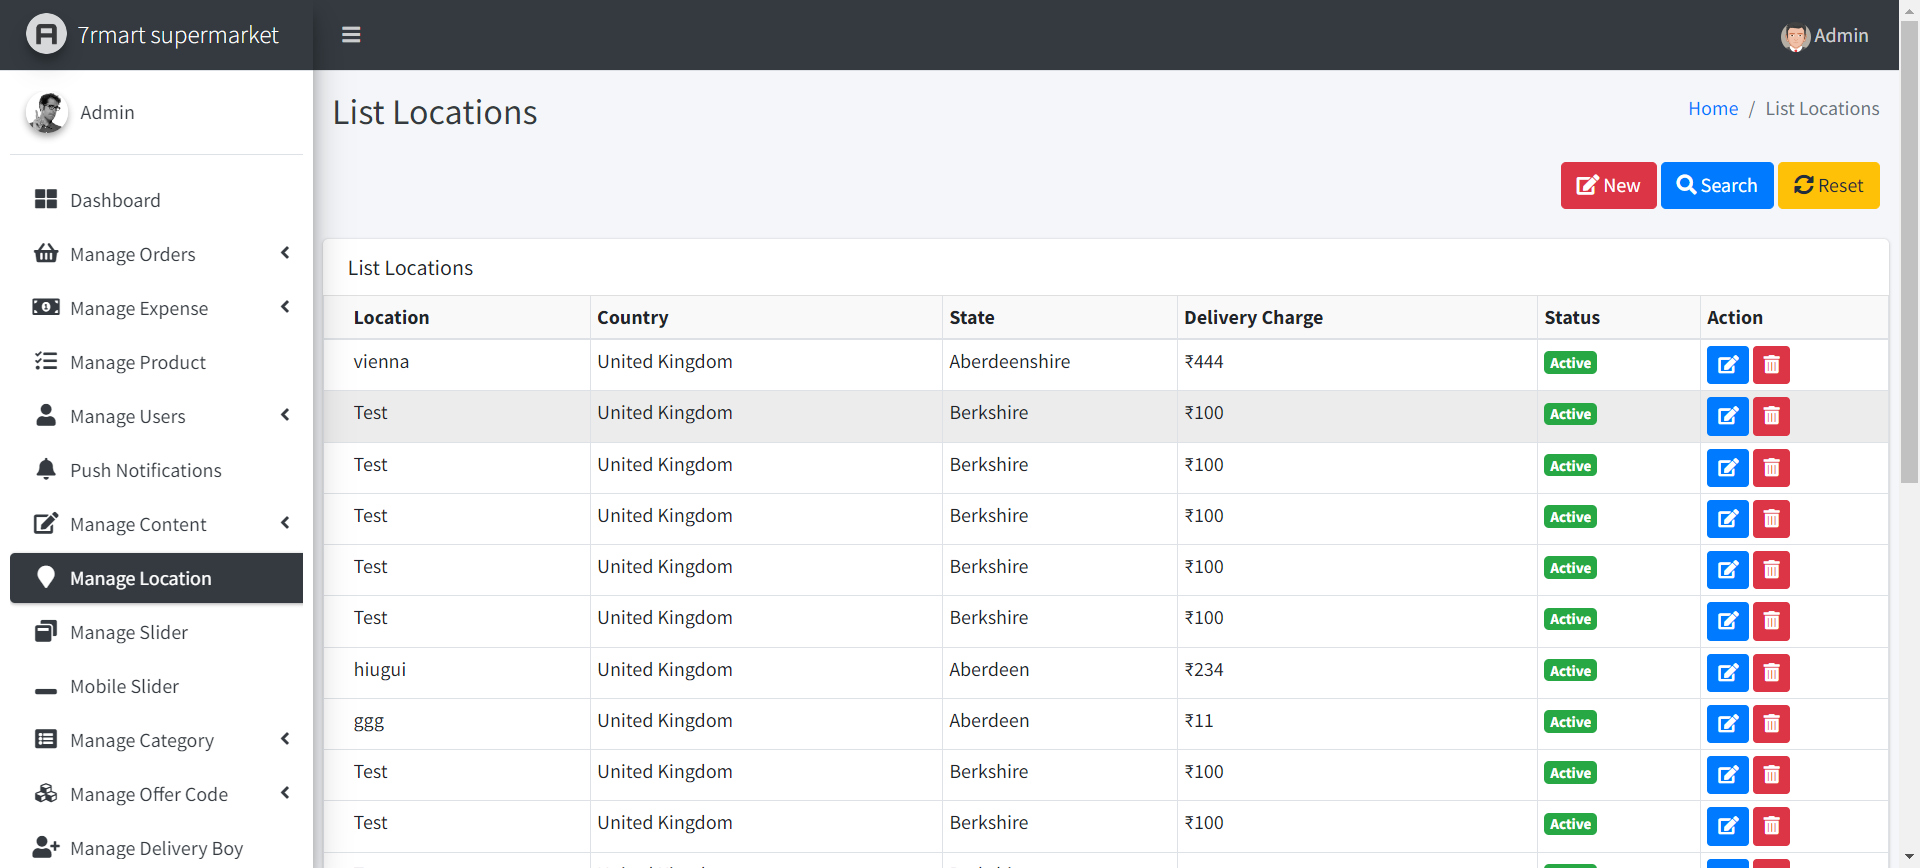 7rmart supermarket
Admin
Admin
List Locations
Home / List Locations
New Search Reset
Dashboard
Manage Orders
Manage Expense
Manage Product
Manage Users
Push Notifications
Manage Content
Manage Location
Manage Slider
Mobile Slider
Manage Category
Manage Offer Code
Manage Delivery Boy
List Locations
Location Country State Delivery Charge Status Action
vienna United Kingdom Aberdeenshire ₹444 Active
Test United Kingdom Berkshire ₹100 Active
Test United Kingdom Berkshire ₹100 Active
Test United Kingdom Berkshire ₹100 Active
Test United Kingdom Berkshire ₹100 Active
Test United Kingdom Berkshire ₹100 Active
hiugui United Kingdom Aberdeen ₹234 Active
ggg United Kingdom Aberdeen ₹11 Active
Test United Kingdom Berkshire ₹100 Active
Test United Kingdom Berkshire ₹100 Active